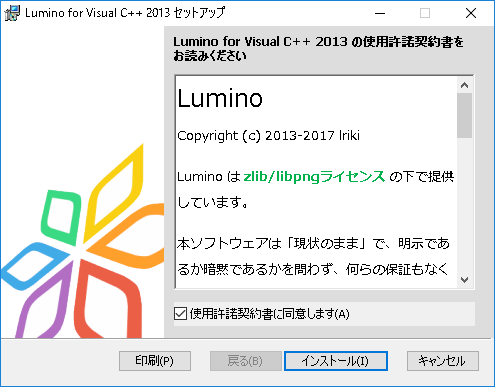 Lumino for Visual C++ 2013 セットアップ
Lumino for Visual C++ 2013 の使用許諾契約書を
お読みください
Lumino
Copyright (c) 2013-2017 lriki
Lumino は zlib/libpngライセンス の下で提供
しています。
本ソフトウェアは「現状のまま」で、明示であ
るか暗黙であるかを問わず、何らの保証もなく
使用許諾契約書に同意します(A)
印刷(P)
戻る(B)
インストール(I)
キャンセル